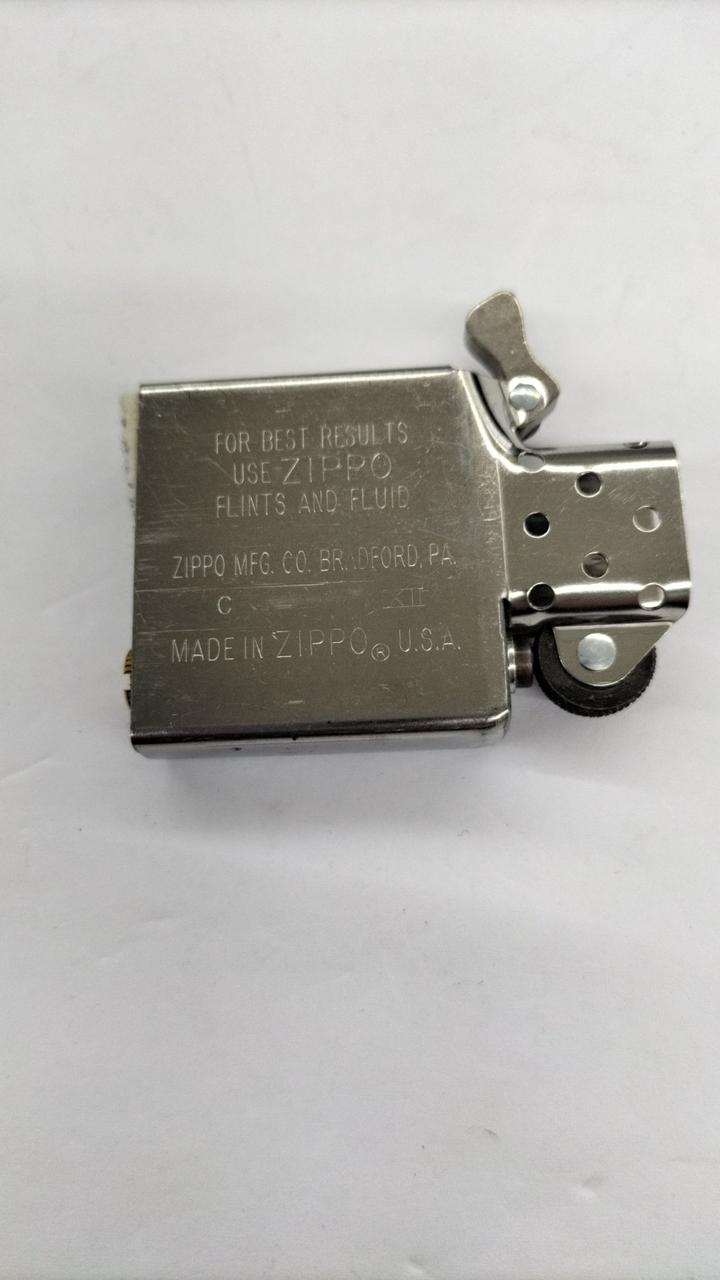 FOR BEST RESULTS
USE ZIPPO
FLINTS AND FLUID
ZIPPO MFG. CO. BRADFORD, PA.
C XII
MADE IN ZIPPO® U.S.A.